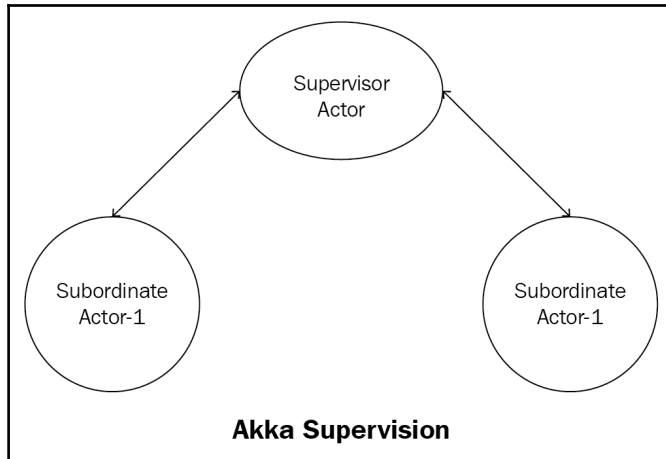 Supervisor
Actor
Subordinate
Actor-1
Subordinate
Actor-1
Akka Supervision